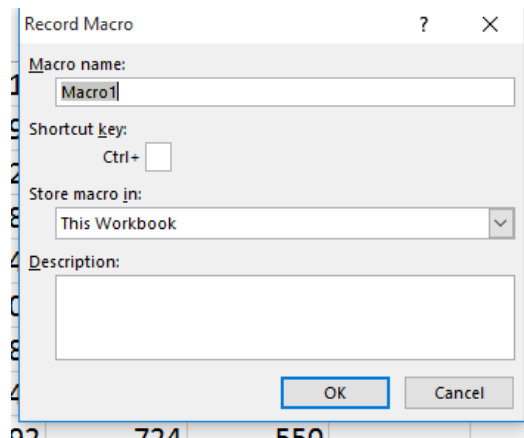 Record Macro ? ×
Macro name:
Macro1
Shortcut key:
Ctrl+
Store macro in:
This Workbook
Description:
OK Cancel
724 550